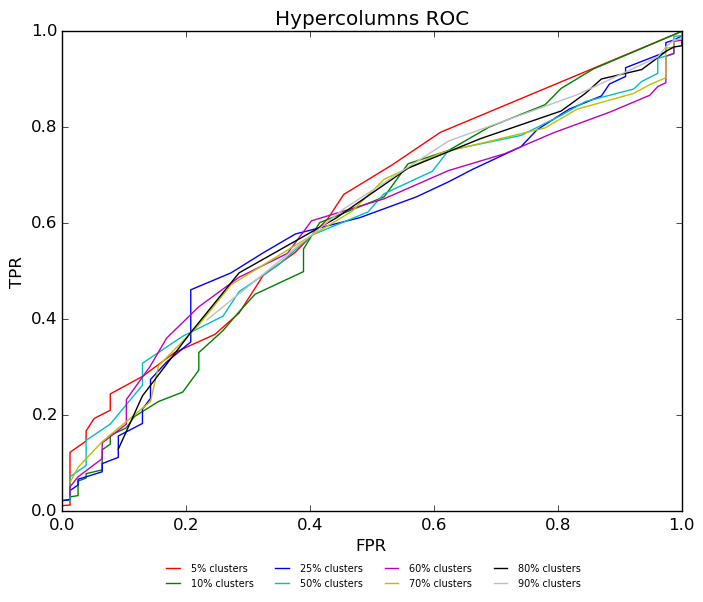 Hypercolumns ROC
1.0
0.8
0.6
0.4
0.2
0.0
TPR
0.0 0.2 0.4 0.6 0.8 1.0
FPR
5% clusters 25% clusters 60% clusters 80% clusters
10% clusters 50% clusters 70% clusters 90% clusters